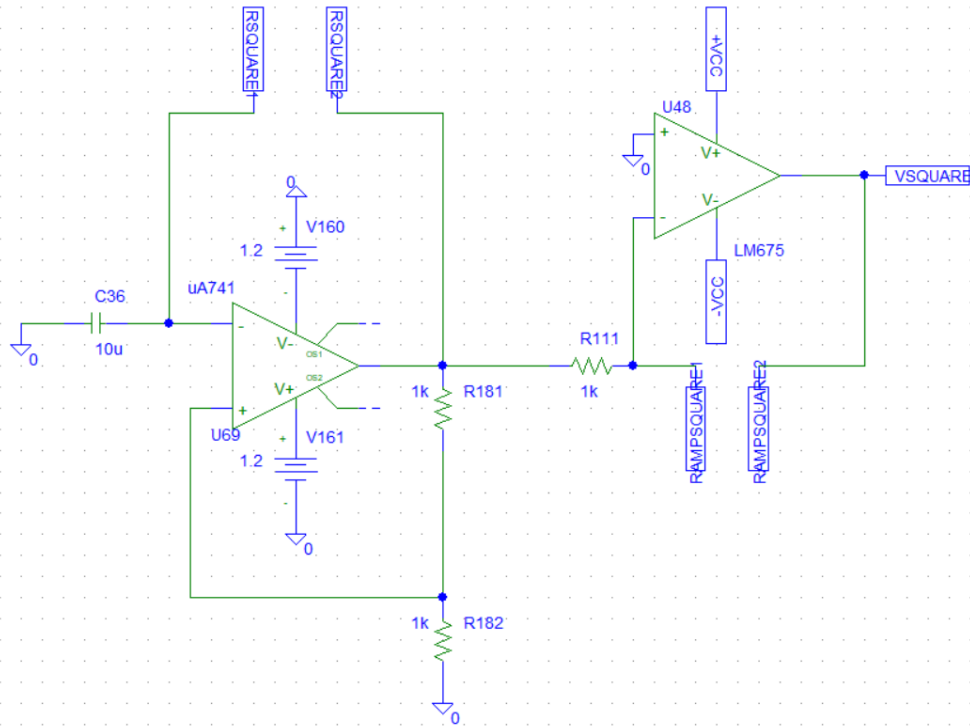 RSQUARE1
RSQUARE2
+VCC
U48
+
V+
0
-
V-
VSQUARE
LM675
-VCC
0
+
V160
1.2
-
uA741
C36
10u
0
-
V-
OS1
OS2
V+
+
U69
R111
1k
1k
R181
RAMPSQUARE1
RAMPSQUARE2
+
V161
1.2
-
0
1k
R182
0